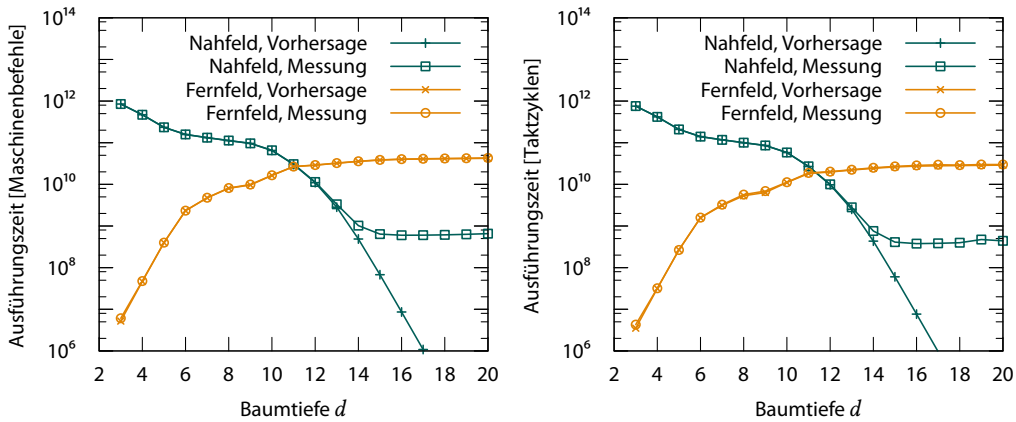 Ausführungszeit [Maschinenbefehle]
10^14
10^12
10^10
10^8
10^6
Nahfeld, Vorhersage
Nahfeld, Messung
Fernfeld, Vorhersage
Fernfeld, Messung
2 4 6 8 10 12 14 16 18 20
Baumtiefe d
Ausführungszeit [Taktzyklen]
10^14
10^12
10^10
10^8
10^6
Nahfeld, Vorhersage
Nahfeld, Messung
Fernfeld, Vorhersage
Fernfeld, Messung
2 4 6 8 10 12 14 16 18 20
Baumtiefe d